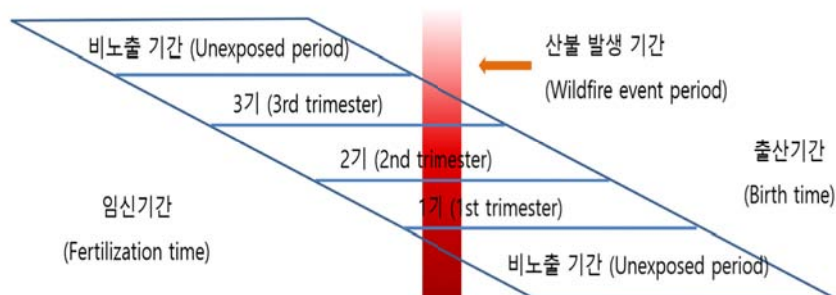 비노출 기간 (Unexposed period)
산불 발생 기간
(Wildfire event period)
3기 (3rd trimester)
2기 (2nd trimester)
출산기간
(Birth time)
임신기간
(Fertilization time)
1기 (1st trimester)
비노출 기간 (Unexposed period)